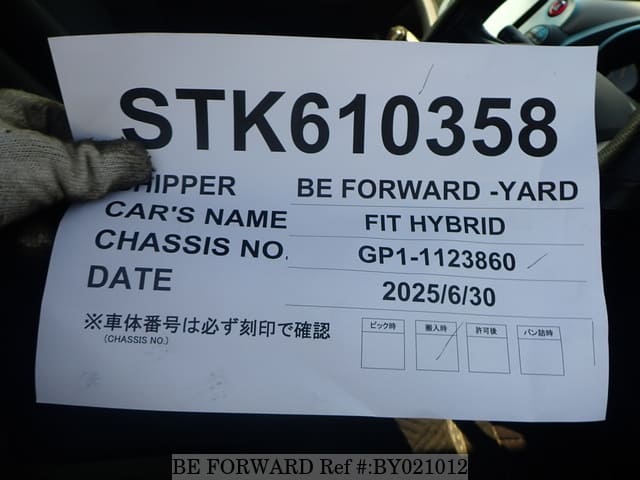 STK610358
SHIPPER BE FORWARD -YARD
CAR'S NAME FIT HYBRID
CHASSIS NO. GP1-1123860
DATE 2025/6/30
※車体番号は必ず刻印で確認
(CHASSIS NO.)
ピック時 搬入時 許可後 バン詰時
BE FORWARD Ref #:BY021012